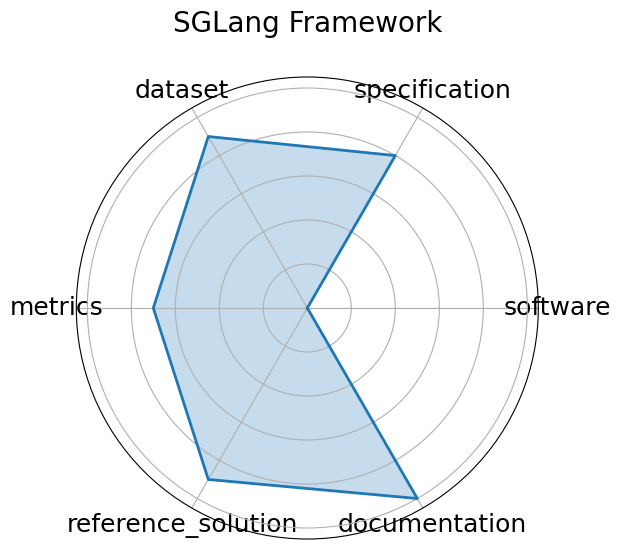 SGLang Framework
dataset
specification
metrics
software
reference_solution
documentation